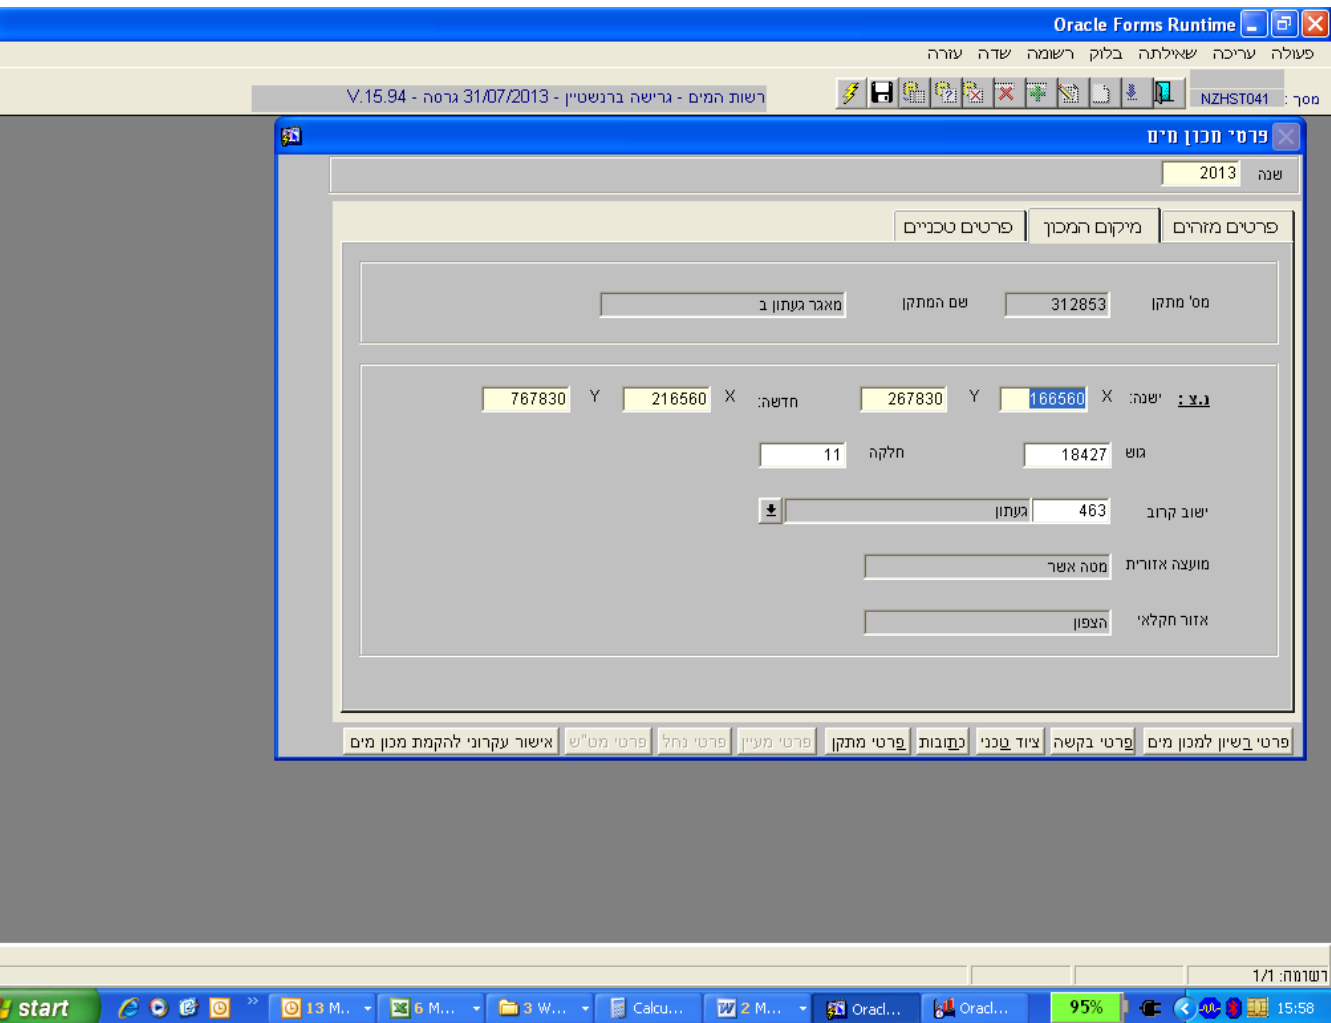 Oracle Forms Runtime
פעולה עריכה שאילתה בלוק רשומה שדה עזרה
מסך : NZHST041
רשות המים - גרישה ברנשטיין - 31/07/2013 גרסה - V.15.94
פרטי מכון מים
שנה 2013
פרטים מזהים מיקום המכון פרטים טכניים
מס' מתקן 312853 שם המתקן מאגר געתון ב
נ.צ : ישנה: X 166560 Y 267830 חדשה: X 216560 Y 767830
גוש 18427 חלקה 11
ישוב קרוב 463 געתון
מועצה אזורית מטה אשר
אזור חקלאי הצפון
פרטי רשיון למכון מים פרטי בקשה ציוד טכני כתובות פרטי מתקן פרטי מעיין פרטי נחל פרטי מט"ש אישור עקרוני להקמת מכון מים
רשומה: 1/1
start 13 M... 6 M... 3 W... Calcu... 2 M... Oracl... Oracl... 95% 15:58